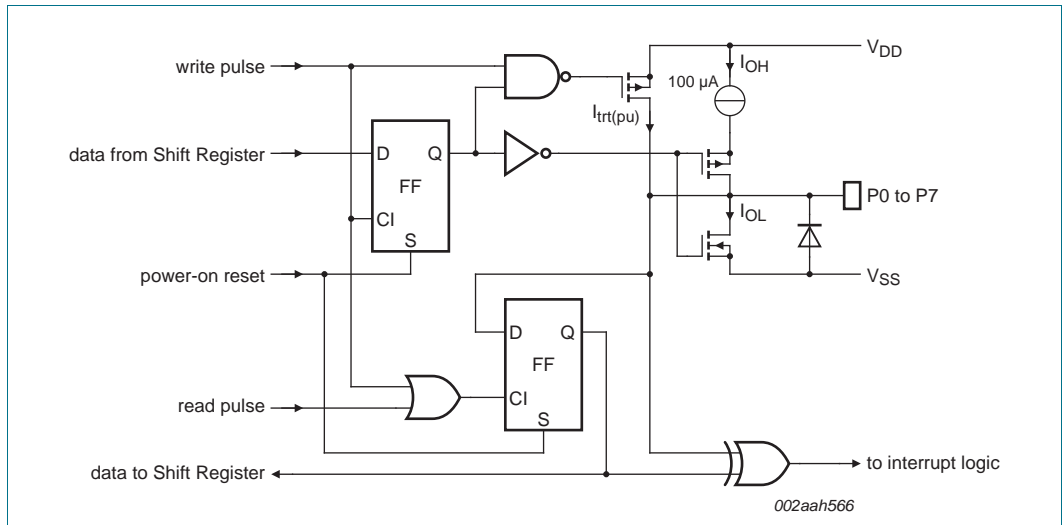 write pulse
V_DD
I_OH
100 μA
I_trt(pu)
data from Shift Register
D
Q
FF
CI
S
P0 to P7
I_OL
power-on reset
V_SS
D
Q
FF
CI
S
read pulse
data to Shift Register
to interrupt logic
002aah566